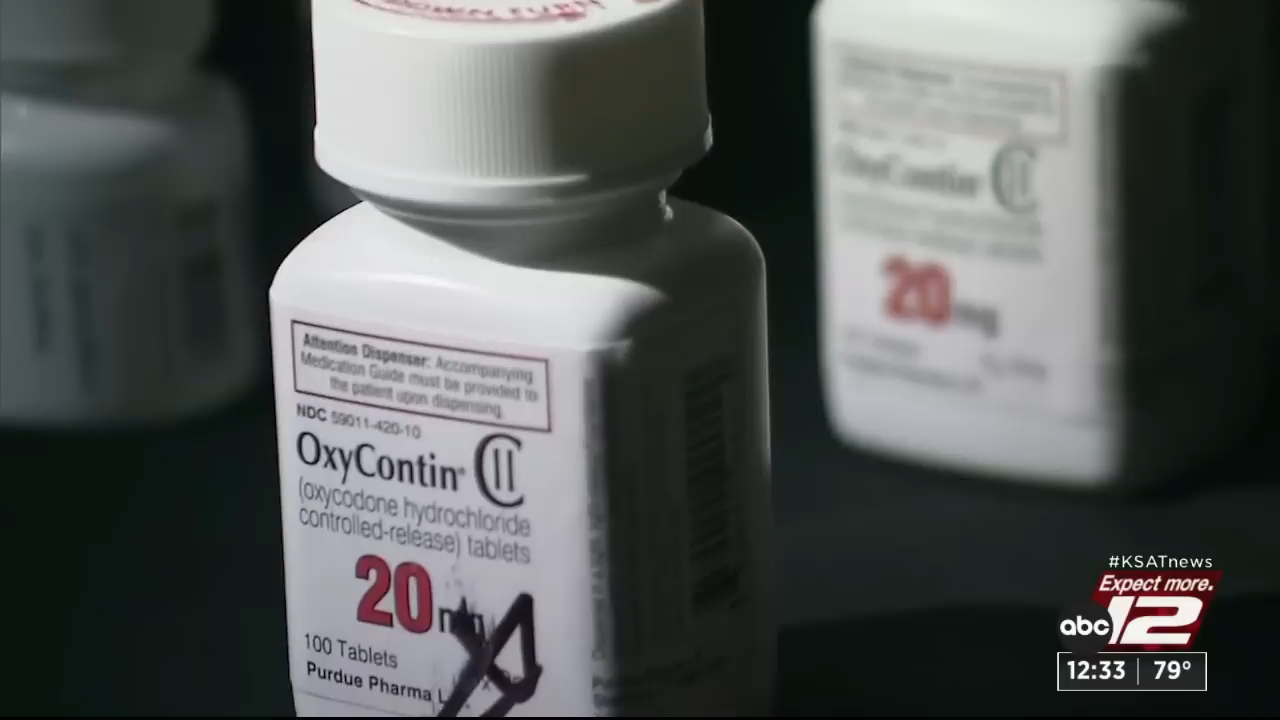 Attention Dispenser: Accompanying
Medication Guide must be provided to
the patient upon dispensing.
NDC 59011-420-10
OxyContin® CII
(oxycodone hydrochloride
controlled-release) tablets
20 mg
100 Tablets
Purdue Pharma L
OxyContin CII
20 mg
#KSATnews
Expect more.
abc 12
12:33 79°